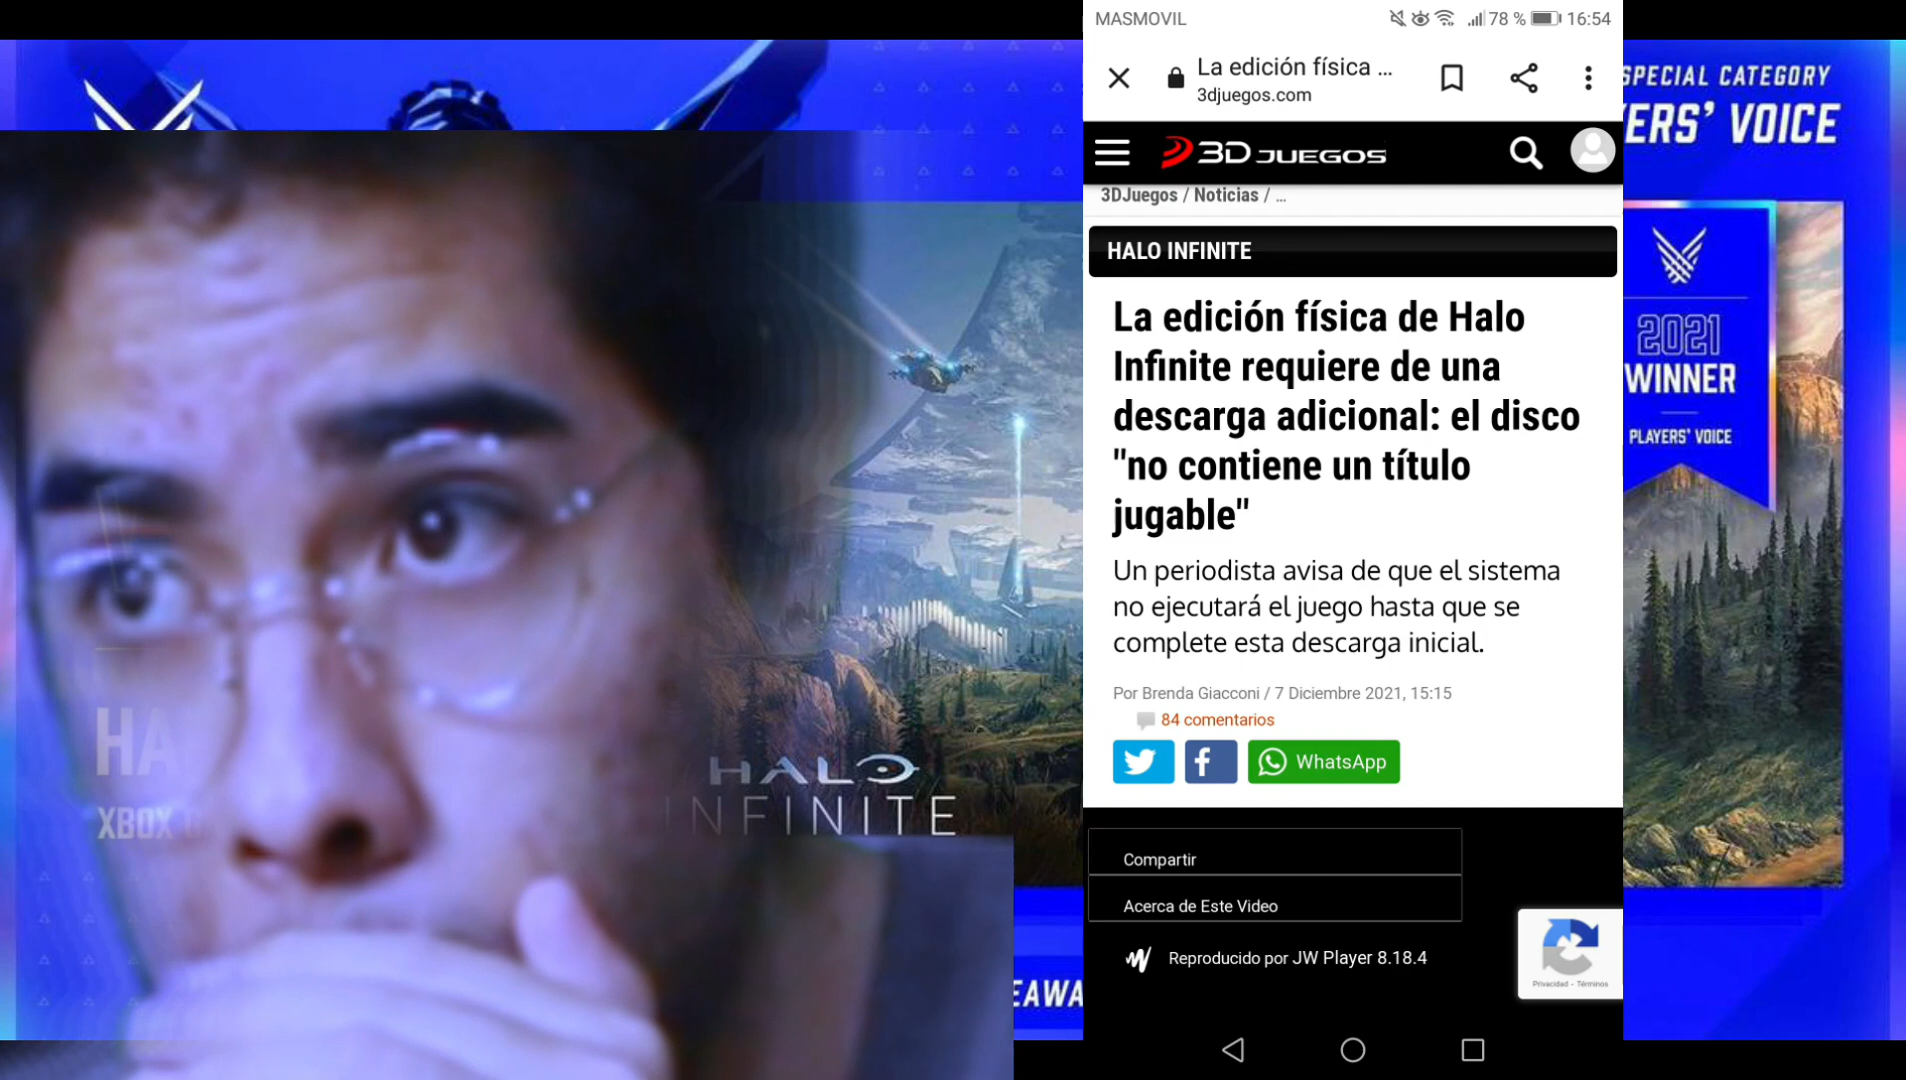 MASMOVIL
78 %
16:54
La edición física ...
3djuegos.com
3D JUEGOS
3DJuegos / Noticias / ...
HALO INFINITE
La edición física de Halo
Infinite requiere de una
descarga adicional: el disco
"no contiene un título
jugable"
Un periodista avisa de que el sistema
no ejecutará el juego hasta que se
complete esta descarga inicial.
Por Brenda Giacconi / 7 Diciembre 2021, 15:15
84 comentarios
WhatsApp
Compartir
Acerca de Este Video
Reproducido por JW Player 8.18.4
Privacidad - Términos
SPECIAL CATEGORY
ERS' VOICE
2021
WINNER
PLAYERS' VOICE
HALO
INFINITE
HA
XBOX G
EAWA